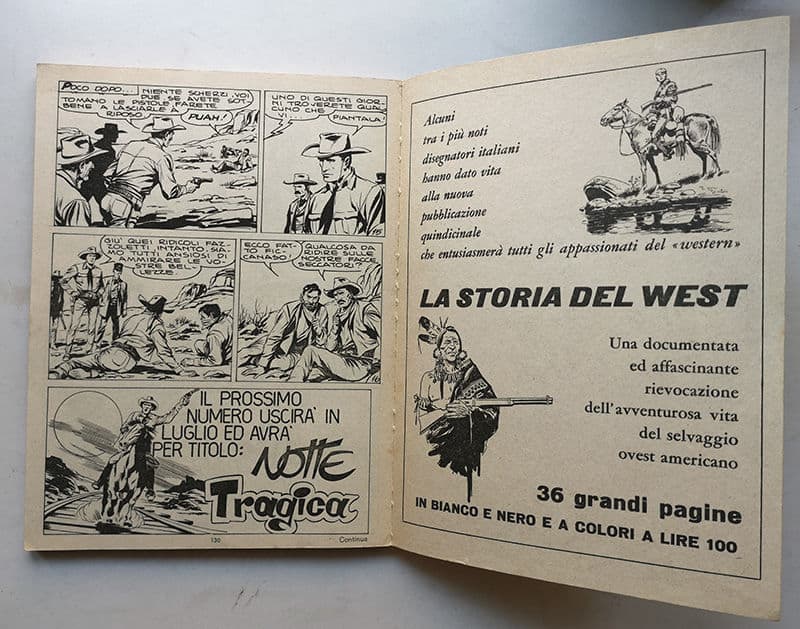 POCO DOPO...
NIENTE SCHERZI, VOI
DUE SE AVETE SOT-
TOMANO LE PISTOLE FARETE
BENE A LASCIARLE A
RIPOSO!
PUAH!
UNO DI QUESTI GIOR-
NI TROVERETE QUAL-
CUNO CHE
VI...
PIANTALA!
GIU' QUEI RIDICOLI FAZ-
ZOLETTI INTANTO: SIA-
MO TUTTI ANSIOSI DI
AMMIRARE LE VO-
STRE BEL-
LEZZE.
ECCO FAT-
TO FIC-
CANASO!
QUALCOSA DA
RIDIRE SULLE
NOSTRE FACCE,
SECCATORI?
IL PROSSIMO
NUMERO USCIRA' IN
LUGLIO ED AVRA'
PER TITOLO:
NOTTE
Tragica
130
Continua
Alcuni
tra i più noti
disegnatori italiani
hanno dato vita
alla nuova
pubblicazione
quindicinale
che entusiasmerà tutti gli appassionati del «western»
LA STORIA DEL WEST
Una documentata
ed affascinante
rievocazione
dell'avventurosa vita
del selvaggio
ovest americano
36 grandi pagine
IN BIANCO E NERO E A COLORI A LIRE 100